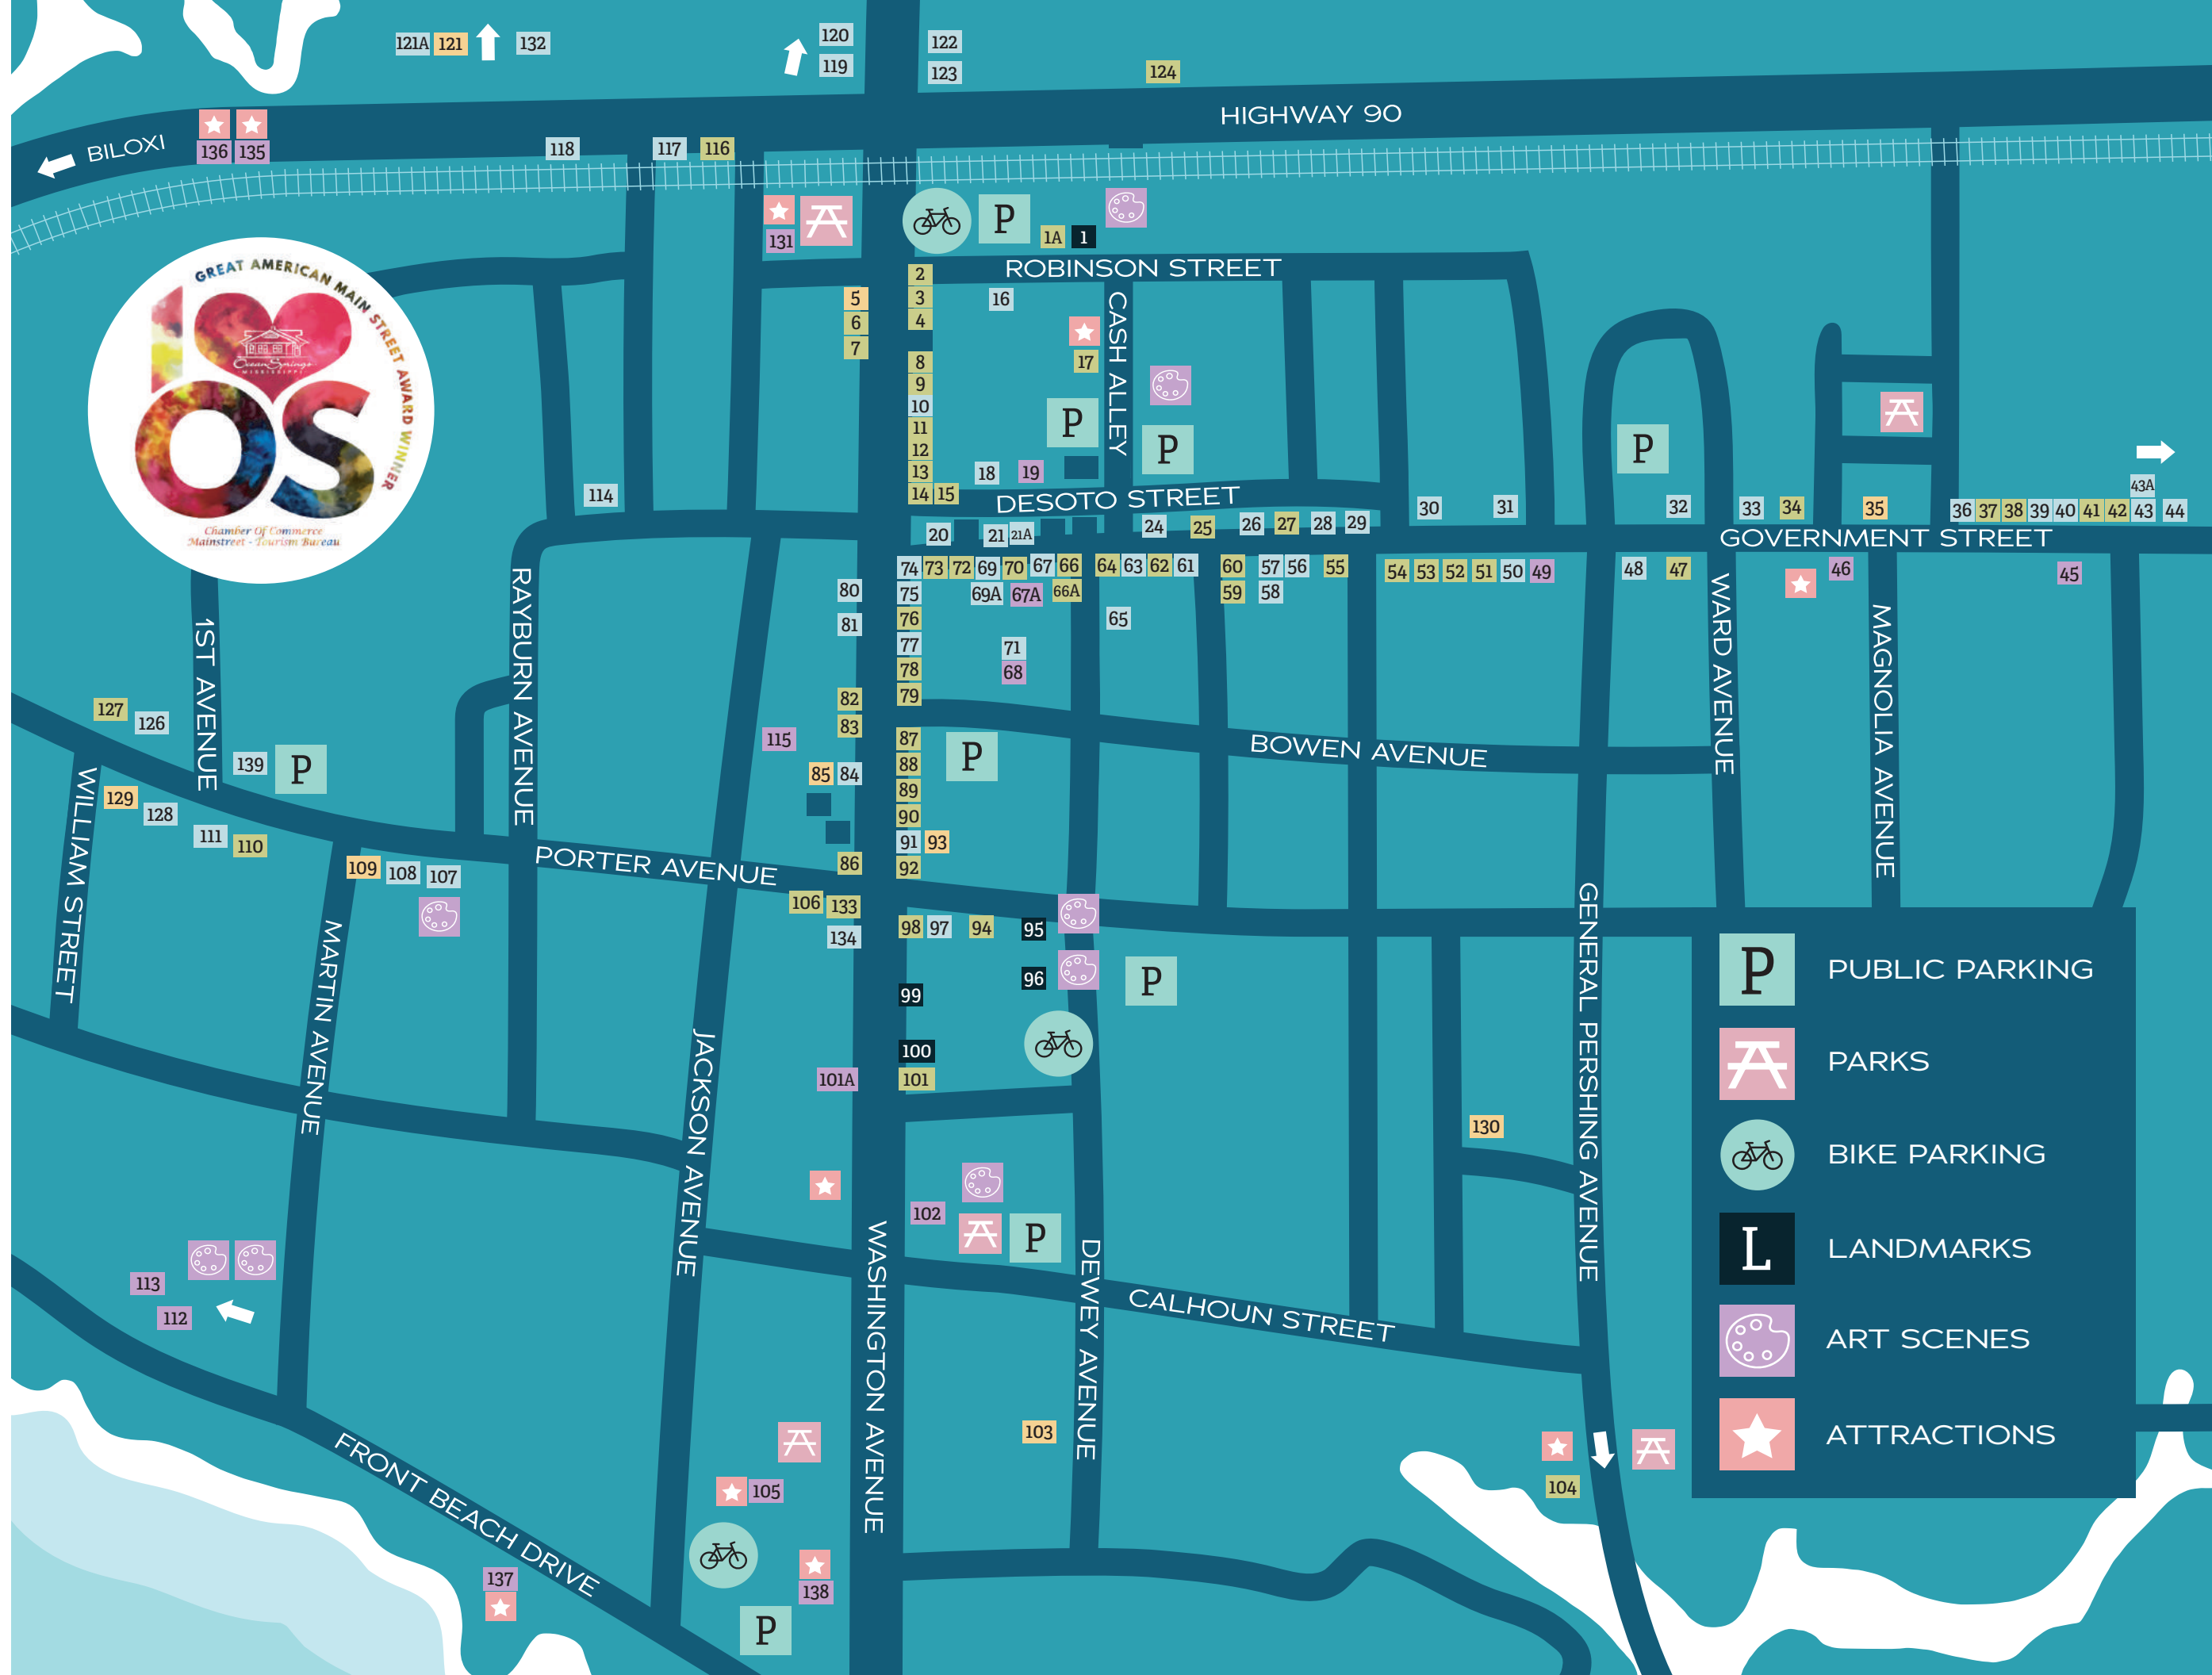 121A 121 132
120
119
122
123
124
HIGHWAY 90
BILOXI
136 135
118
117 116
131
P
1A 1
ROBINSON STREET
GREAT AMERICAN MAIN STREET AWARD WINNER
I
OS
Ocean Springs
MISSISSIPPI
Chamber Of Commerce
Mainstreet - Tourism Bureau
2
3
4
5
6
7
8
9
10
11
12
13
14 15
16
17
CASH ALLEY
P
P
P
18 19
DESOTO STREET
114
20 21 21A
24 25 26 27 28 29
30 31 32 33 34 35
43A
36 37 38 39 40 41 42 43 44
GOVERNMENT STREET
74 73 72 69 70 67 66
64 63 62 61
60 57 56 55
54 53 52 51 50 49
48 47
46
45
75
69A 67A 66A
59 58
76
65
77
71
78
68
79
80
81
82
83
115
85 84
86
87
88
89
90
91 93
92
P
1ST AVENUE
RAYBURN AVENUE
WARD AVENUE
MAGNOLIA AVENUE
BOWEN AVENUE
127
126
139 P
129
128
111
110
WILLIAM STREET
109 108 107
PORTER AVENUE
106 133
134
98 97 94 95
96
P
99
100
101A 101
MARTIN AVENUE
JACKSON AVENUE
GENERAL PERSHING AVENUE
130
102
P
WASHINGTON AVENUE
DEWEY AVENUE
CALHOUN STREET
113
112
103
105
104
FRONT BEACH DRIVE
137
138
P
P PUBLIC PARKING
PARKS
BIKE PARKING
L LANDMARKS
ART SCENES
ATTRACTIONS